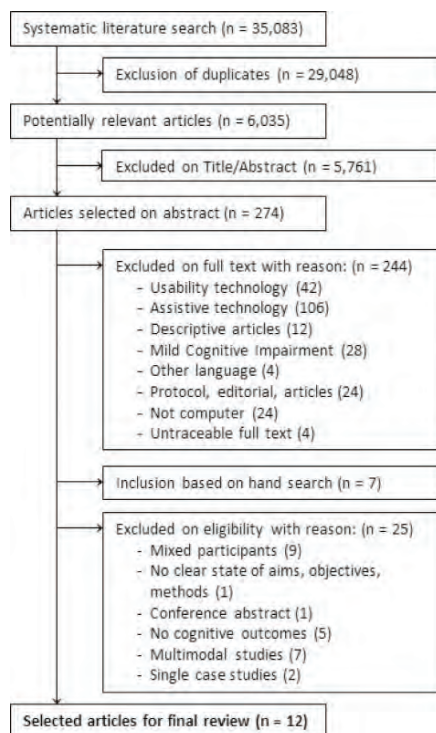 Systematic literature search (n = 35,083)
Exclusion of duplicates (n = 29,048)
Potentially relevant articles (n = 6,035)
Excluded on Title/Abstract (n = 5,761)
Articles selected on abstract (n = 274)
Excluded on full text with reason: (n = 244)
- Usability technology (42)
- Assistive technology (106)
- Descriptive articles (12)
- Mild Cognitive Impairment (28)
- Other language (4)
- Protocol, editorial, articles (24)
- Not computer (24)
- Untraceable full text (4)
Inclusion based on hand search (n = 7)
Excluded on eligibility with reason: (n = 25)
- Mixed participants (9)
- No clear state of aims, objectives,
methods (1)
- Conference abstract (1)
- No cognitive outcomes (5)
- Multimodal studies (7)
- Single case studies (2)
Selected articles for final review (n = 12)